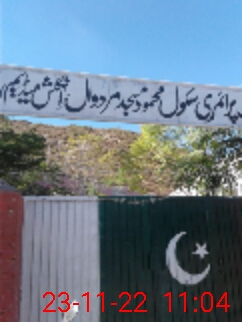 پرائمری سکول محمود مسجد مردوال انگلش میڈیم
23-11-22 11:04